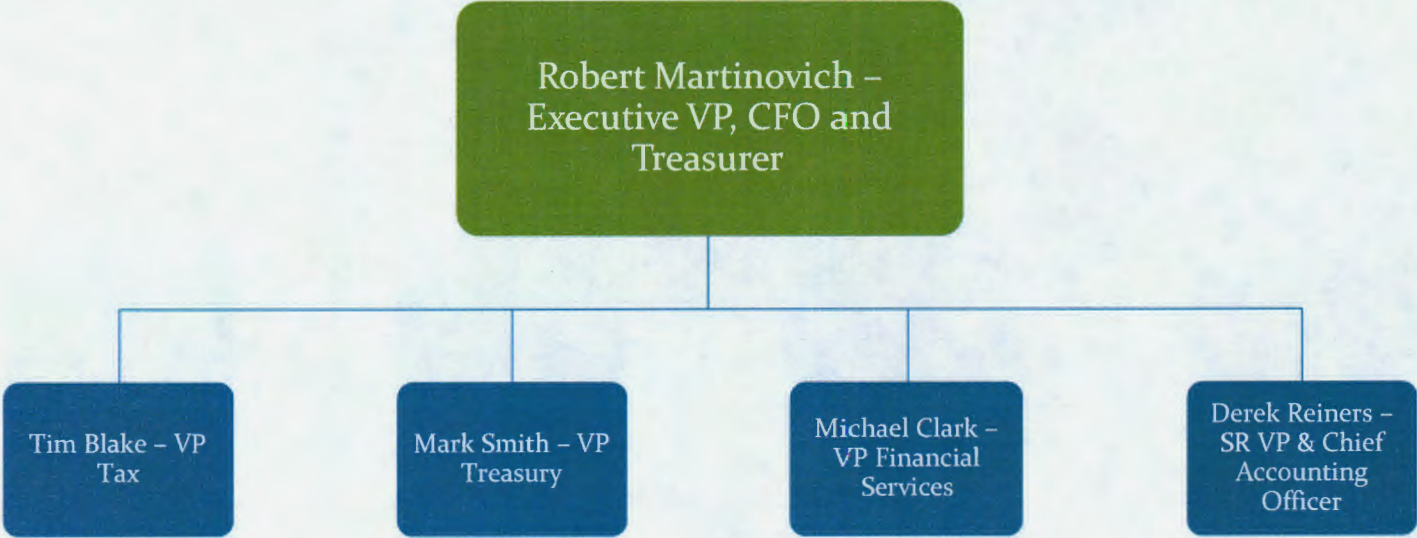 Robert Martinovich –
Executive VP, CFO and
Treasurer
Tim Blake – VP
Tax
Mark Smith – VP
Treasury
Michael Clark –
VP Financial
Services
Derek Reiners –
SR VP & Chief
Accounting
Officer